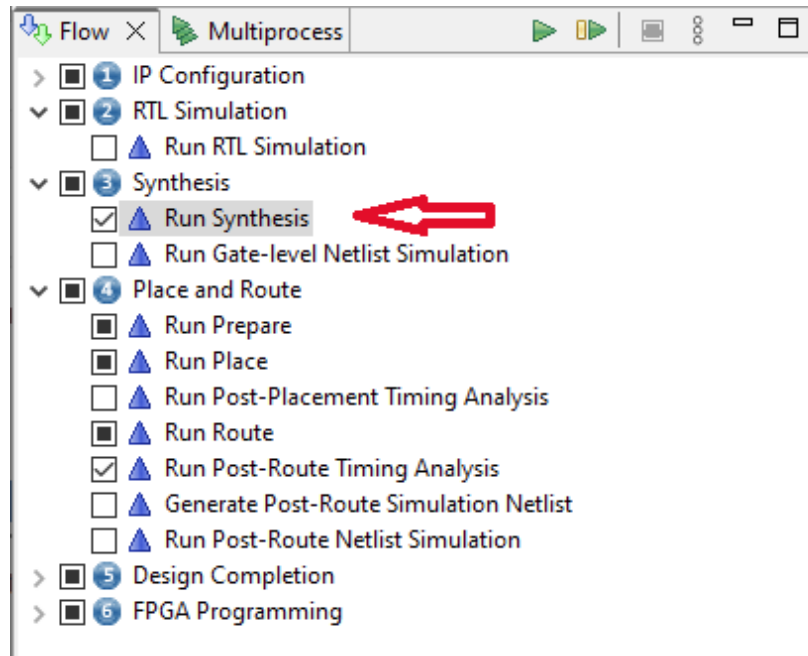 Flow Multiprocess
1 IP Configuration
2 RTL Simulation
Run RTL Simulation
3 Synthesis
Run Synthesis
Run Gate-level Netlist Simulation
4 Place and Route
Run Prepare
Run Place
Run Post-Placement Timing Analysis
Run Route
Run Post-Route Timing Analysis
Generate Post-Route Simulation Netlist
Run Post-Route Netlist Simulation
5 Design Completion
6 FPGA Programming